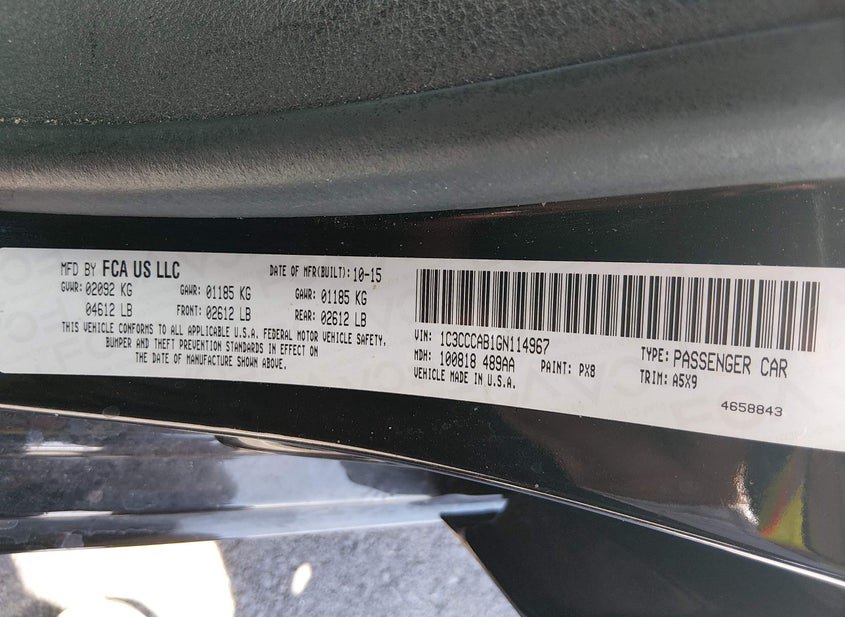 MFD BY FCA US LLC
DATE OF MFR(BUILT): 10-15
GVWR: 02092 KG GAWR: 01185 KG GAWR: 01185 KG
04612 LB FRONT: 02612 LB REAR: 02612 LB
THIS VEHICLE CONFORMS TO ALL APPLICABLE U.S.A. FEDERAL MOTOR VEHICLE SAFETY,
BUMPER AND THEFT PREVENTION STANDARDS IN EFFECT ON
THE DATE OF MANUFACTURE SHOWN ABOVE.
VIN: 1C3CCCAB1GN114967
TYPE: PASSENGER CAR
MDH: 100818 489AA PAINT: PX8
TRIM: A5X9
VEHICLE MADE IN U.S.A.
4658843